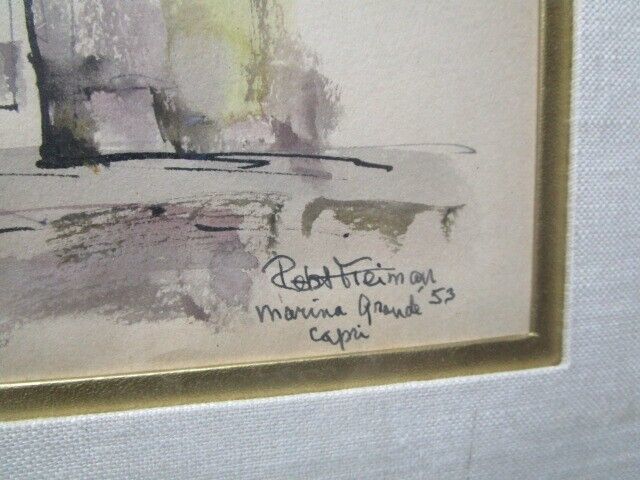 Robt Freiman
Marina Grande '53
Capri